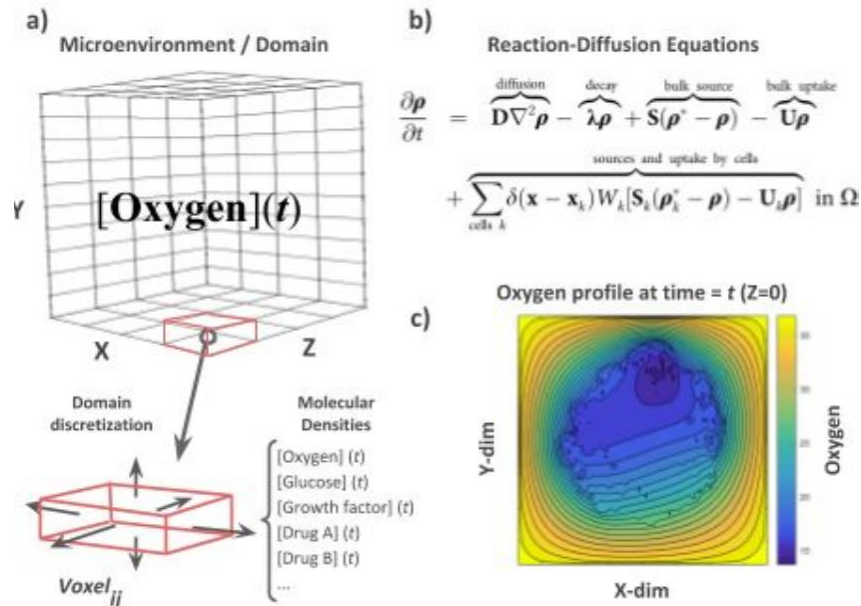 a)
Microenvironment / Domain
Y
[Oxygen](t)
X
Z
Domain
discretization
Molecular
Densities
[Oxygen] (t)
[Glucose] (t)
[Growth factor] (t)
[Drug A] (t)
[Drug B] (t)
...
Voxel_ij
b)
Reaction-Diffusion Equations
diffusion decay bulk source bulk uptake
∂ρ/∂t = D∇²ρ − λρ + S(ρ* − ρ) − Uρ
sources and uptake by cells
+ ∑ δ(x − x_k)W_k[S_k(ρ*_k − ρ) − U_kρ] in Ω
cells k
Oxygen profile at time = t (Z=0)
c)
Y-dim
X-dim
Oxygen